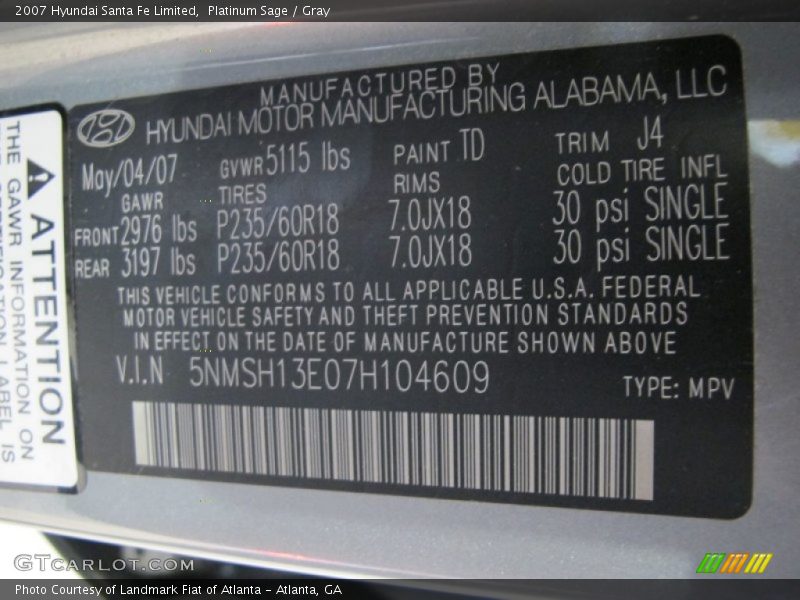 2007 Hyundai Santa Fe Limited, Platinum Sage / Gray
MANUFACTURED BY
HYUNDAI MOTOR MANUFACTURING ALABAMA, LLC
May/04/07 GVWR 5115 lbs PAINT TD TRIM J4
GAWR TIRES RIMS COLD TIRE INFL
FRONT 2976 lbs P235/60R18 7.0JX18 30 psi SINGLE
REAR 3197 lbs P235/60R18 7.0JX18 30 psi SINGLE
THIS VEHICLE CONFORMS TO ALL APPLICABLE U.S.A. FEDERAL
MOTOR VEHICLE SAFETY AND THEFT PREVENTION STANDARDS
IN EFFECT ON THE DATE OF MANUFACTURE SHOWN ABOVE
V.I.N 5NMSH13E07H104609 TYPE: MPV
ATTENTION
THE GAWR INFORMATION ON
CERTIFICATION LABEL IS
GTCARLOT.COM
Photo Courtesy of Landmark Fiat of Atlanta - Atlanta, GA